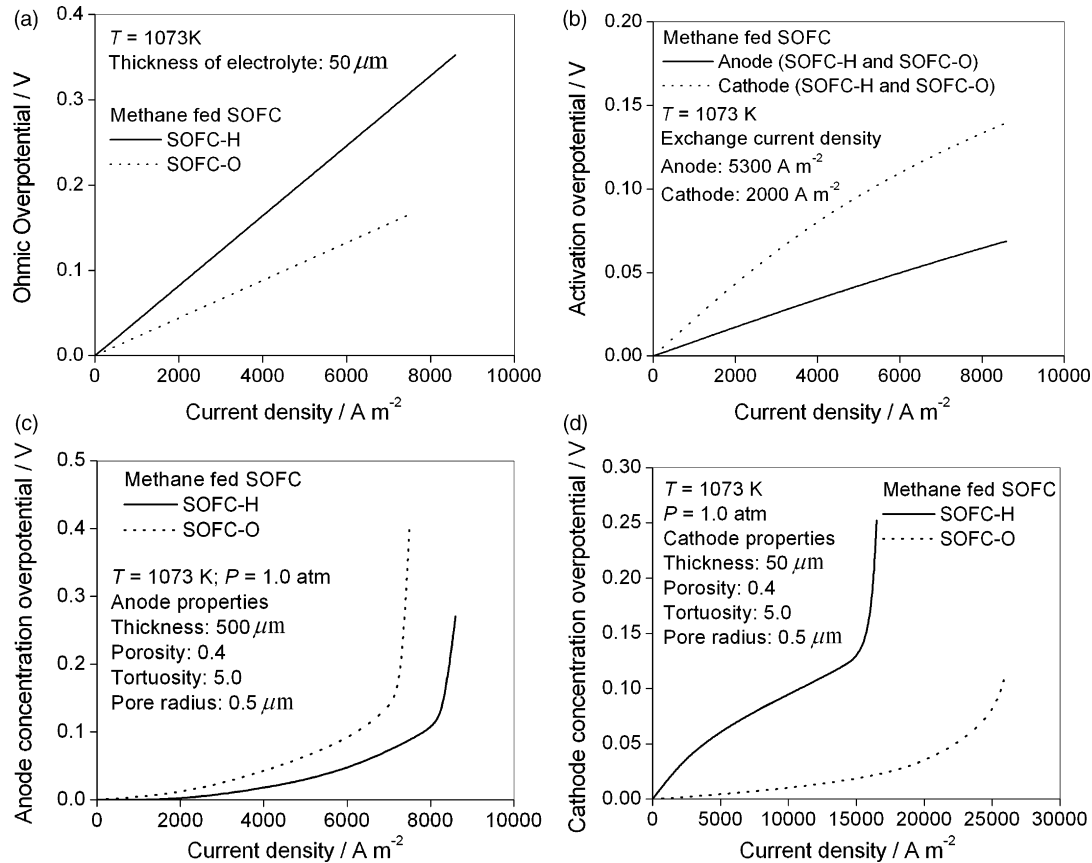 (a)
0.4
0.3
0.2
0.1
0.0
Ohmic Overpotential / V
T = 1073K
Thickness of electrolyte: 50 μm
Methane fed SOFC
SOFC-H
SOFC-O
0 2000 4000 6000 8000 10000
Current density / A m⁻²
(b)
0.20
0.15
0.10
0.05
0.00
Activation overpotential / V
Methane fed SOFC
Anode (SOFC-H and SOFC-O)
Cathode (SOFC-H and SOFC-O)
T = 1073 K
Exchange current density
Anode: 5300 A m⁻²
Cathode: 2000 A m⁻²
0 2000 4000 6000 8000 10000
Current density / A m⁻²
(c)
0.5
0.4
0.3
0.2
0.1
0.0
Anode concentration overpotential / V
Methane fed SOFC
SOFC-H
SOFC-O
T = 1073 K; P = 1.0 atm
Anode properties
Thickness: 500 μm
Porosity: 0.4
Tortuosity: 5.0
Pore radius: 0.5 μm
0 2000 4000 6000 8000 10000
Current density / A m⁻²
(d)
0.30
0.25
0.20
0.15
0.10
0.05
0.00
Cathode concentration overpotential / V
T = 1073 K
P = 1.0 atm
Cathode properties
Thickness: 50 μm
Porosity: 0.4
Tortuosity: 5.0
Pore radius: 0.5 μm
Methane fed SOFC
SOFC-H
SOFC-O
0 5000 10000 15000 20000 25000 30000
Current density / A m⁻²